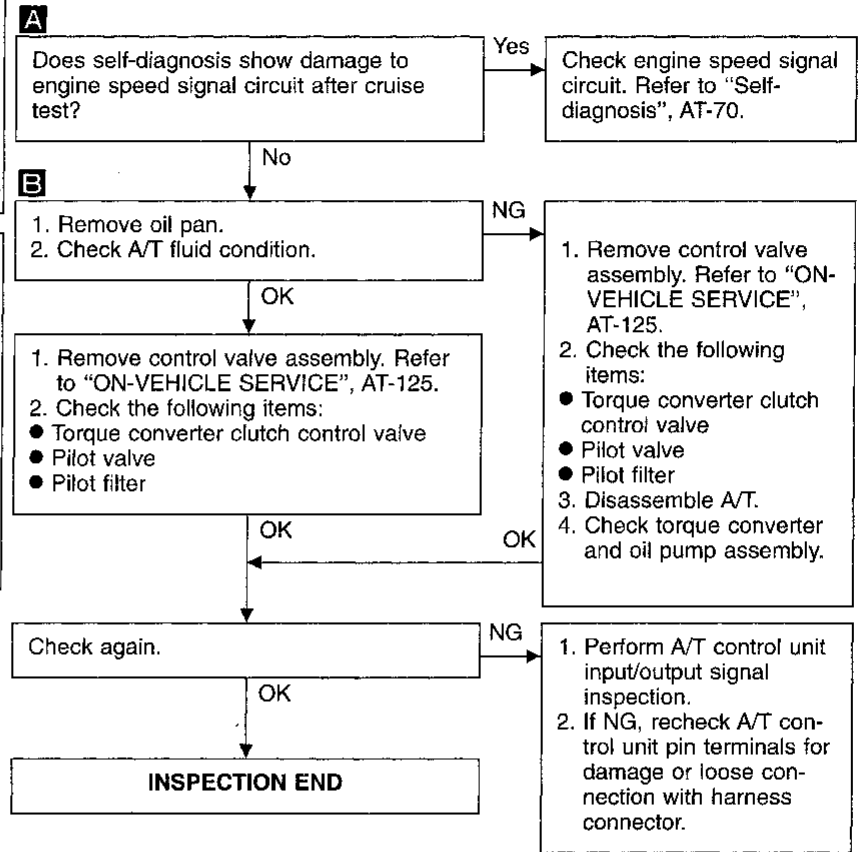 A
Does self-diagnosis show damage to
engine speed signal circuit after cruise
test?
Yes
Check engine speed signal
circuit. Refer to "Self-
diagnosis", AT-70.
No
B
1. Remove oil pan.
2. Check A/T fluid condition.
NG
1. Remove control valve
assembly. Refer to "ON-
VEHICLE SERVICE",
AT-125.
2. Check the following
items:
● Torque converter clutch
control valve
● Pilot valve
● Pilot filter
3. Disassemble A/T.
4. Check torque converter
and oil pump assembly.
OK
1. Remove control valve assembly. Refer
to "ON-VEHICLE SERVICE", AT-125.
2. Check the following items:
● Torque converter clutch control valve
● Pilot valve
● Pilot filter
OK
OK
Check again.
NG
1. Perform A/T control unit
input/output signal
inspection.
2. If NG, recheck A/T con-
trol unit pin terminals for
damage or loose con-
nection with harness
connector.
OK
INSPECTION END